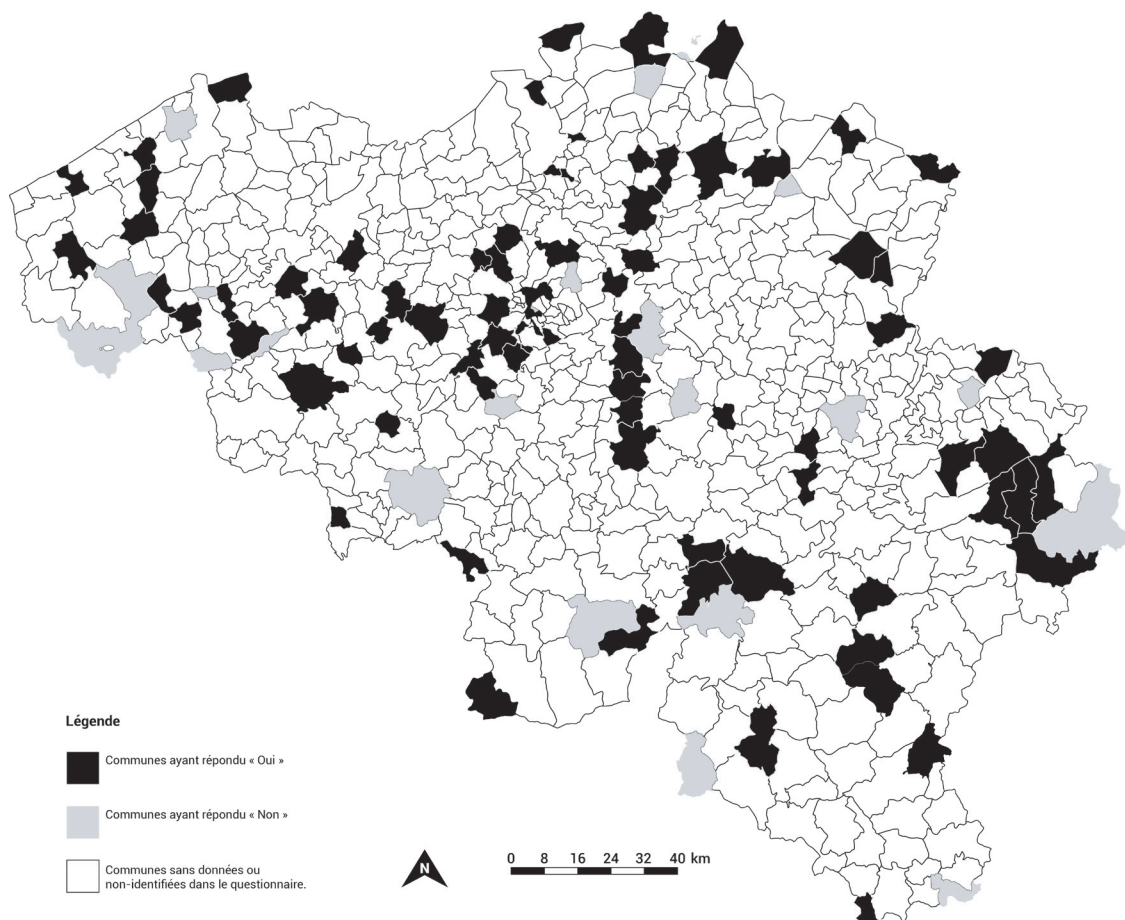 Légende
Communes ayant répondu « Oui »
Communes ayant répondu « Non »
Communes sans données ou
non-identifiées dans le questionnaire.
N
0 8 16 24 32 40 km